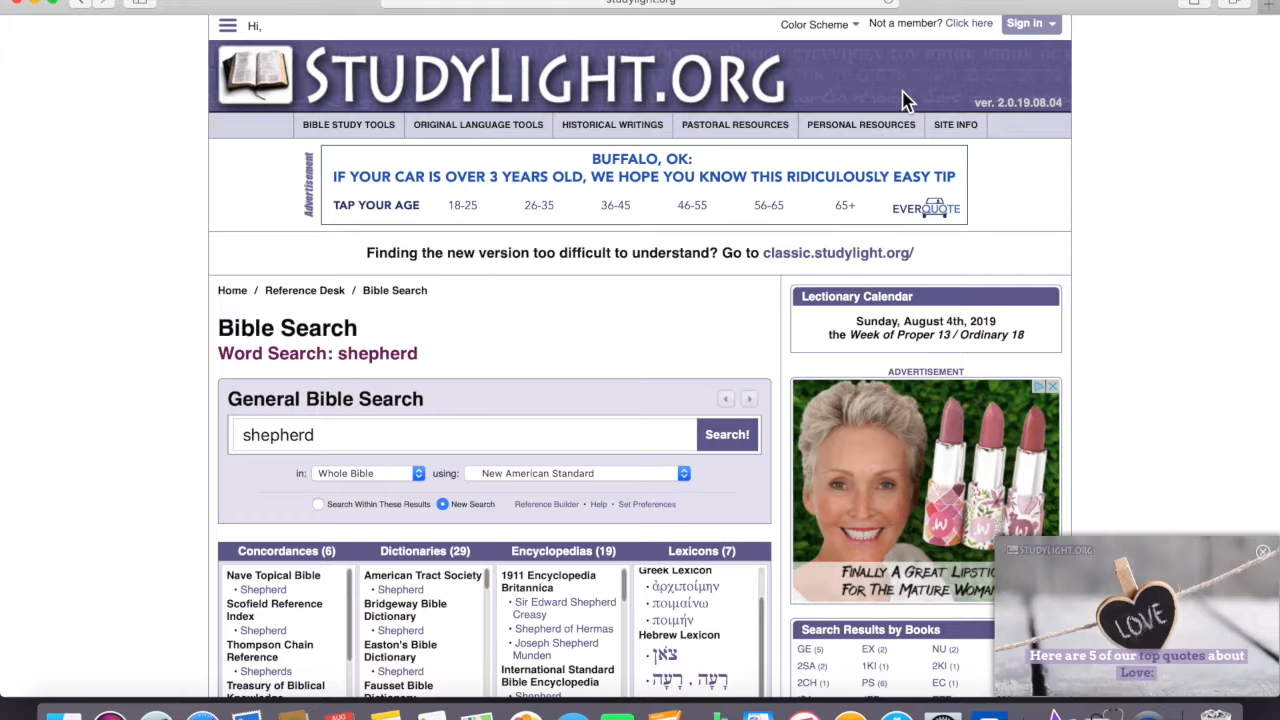 studylight.org
Hi,
Color Scheme
Not a member? Click here
Sign in
STUDYLIGHT.ORG
ver. 2.0.19.08.04
BIBLE STUDY TOOLS
ORIGINAL LANGUAGE TOOLS
HISTORICAL WRITINGS
PASTORAL RESOURCES
PERSONAL RESOURCES
SITE INFO
Advertisement
BUFFALO, OK:
IF YOUR CAR IS OVER 3 YEARS OLD, WE HOPE YOU KNOW THIS RIDICULOUSLY EASY TIP
TAP YOUR AGE 18-25 26-35 36-45 46-55 56-65 65+ EVERQUOTE
Finding the new version too difficult to understand? Go to classic.studylight.org/
Home / Reference Desk / Bible Search
Bible Search
Word Search: shepherd
General Bible Search
shepherd
Search!
in: Whole Bible using: New American Standard
Search Within These Results New Search Reference Builder • Help • Set Preferences
Concordances (6)
Nave Topical Bible
• Shepherd
Scofield Reference
Index
• Shepherd
Thompson Chain
Reference
• Shepherds
Treasury of Biblical
Dictionaries (29)
American Tract Society
• Shepherd
Bridgeway Bible
Dictionary
• Shepherd
Easton's Bible
Dictionary
• Shepherd
Fausset Bible
Encyclopedias (19)
1911 Encyclopedia
Britannica
• Sir Edward Shepherd
Creasy
• Shepherd of Hermas
• Joseph Shepherd
Munden
International Standard
Bible Encyclopedia
Lexicons (7)
Greek Lexicon
• ἀρχιποίμην
• ποιμαίνω
• ποιμήν
Hebrew Lexicon
• צֹאן
• רָעָה , רָעָה
Lectionary Calendar
Sunday, August 4th, 2019
the Week of Proper 13 / Ordinary 18
ADVERTISEMENT
FINALLY A GREAT LIPSTIC
FOR THE MATURE WOMA
Search Results by Books
GE (5) EX (2) NU (2)
2SA (2) 1KI (1) 2KI (1)
2CH (1) PS (6) EC (1)
STUDYLIGHT.ORG
LOVE
Here are 5 of our top quotes about
Love: